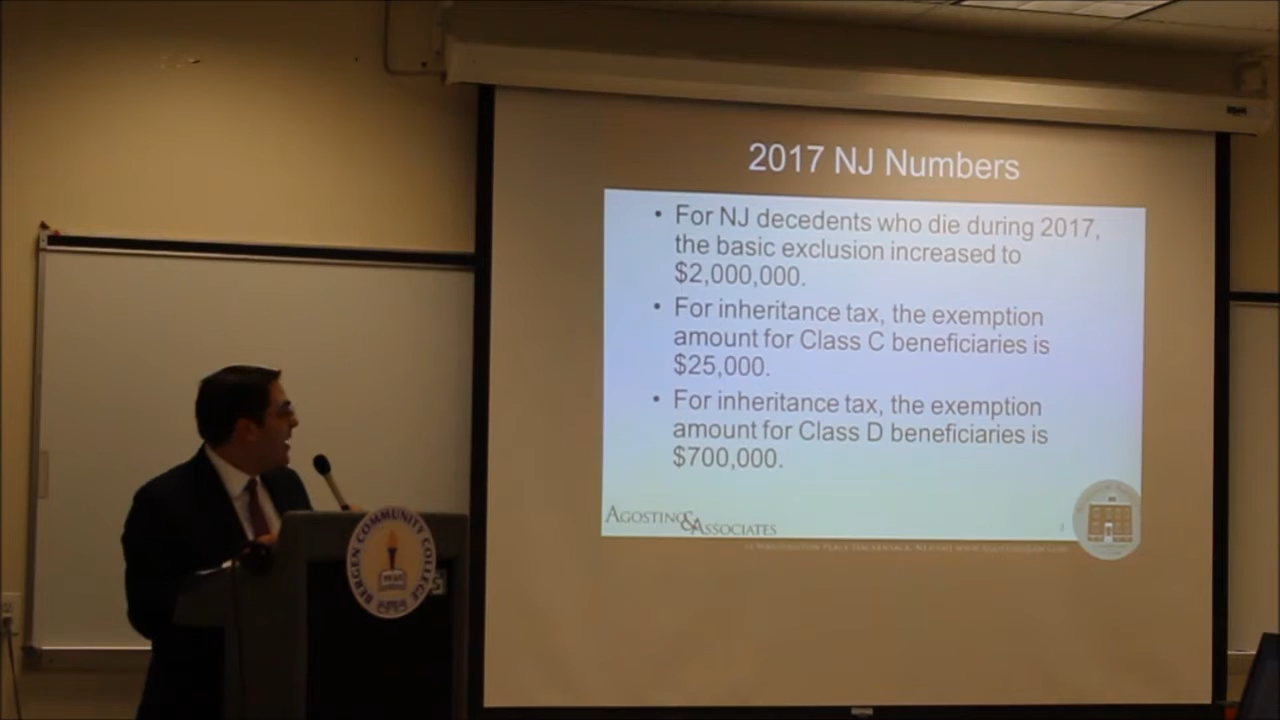 2017 NJ Numbers
• For NJ decedents who die during 2017,
the basic exclusion increased to
$2,000,000.
• For inheritance tax, the exemption
amount for Class C beneficiaries is
$25,000.
• For inheritance tax, the exemption
amount for Class D beneficiaries is
$700,000.
AGOSTINO
& ASSOCIATES
BERGEN COMMUNITY COLLEGE